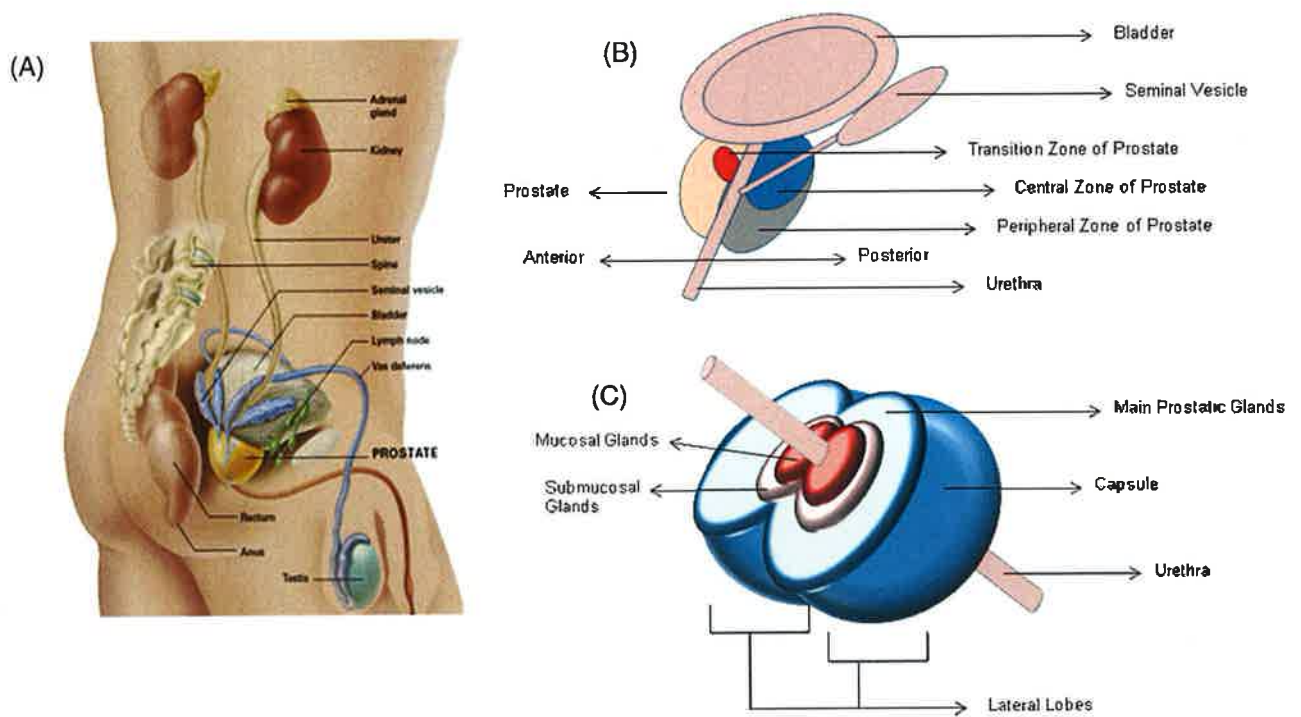 (A)
Adrenal
gland
Kidney
Ureter
Spine
Seminal vesicle
Bladder
Lymph node
Vas deferens
PROSTATE
Rectum
Anus
Testis
(B)
Bladder
Seminal Vesicle
Transition Zone of Prostate
Prostate
Central Zone of Prostate
Peripheral Zone of Prostate
Anterior
Posterior
Urethra
(C)
Main Prostatic Glands
Mucosal Glands
Submucosal
Glands
Capsule
Urethra
Lateral Lobes